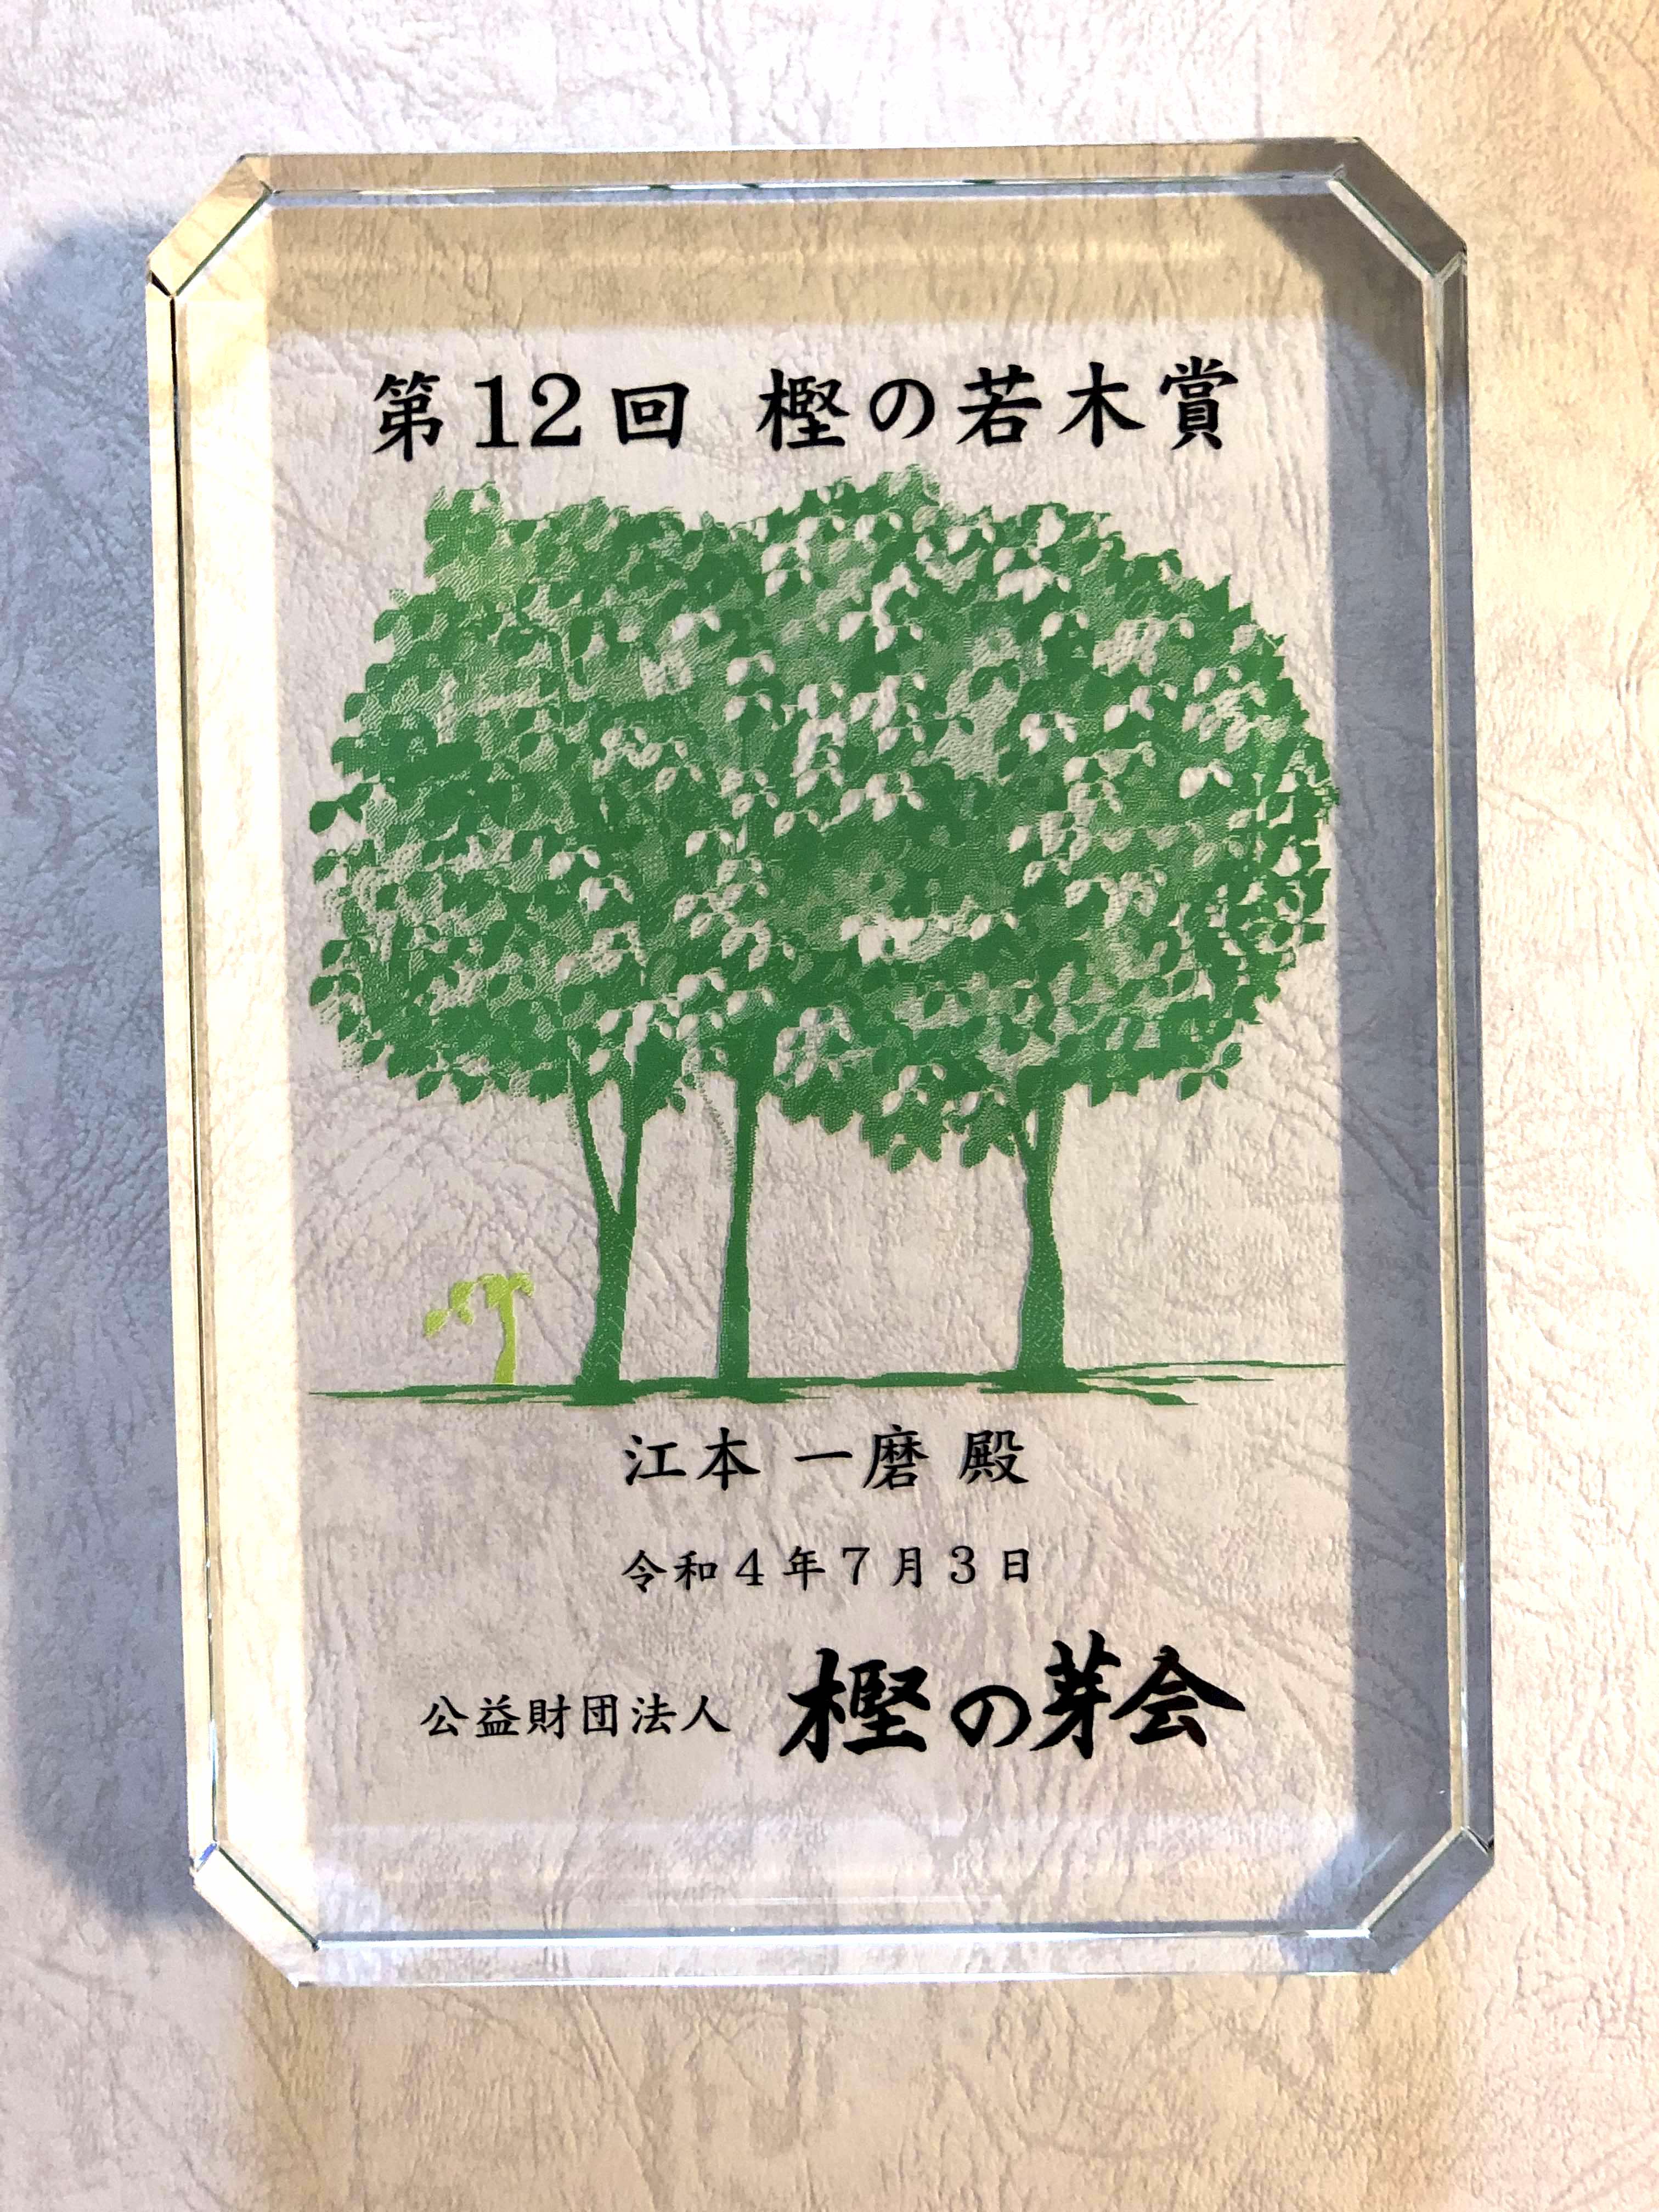 第12回 樫の若木賞
江本 一磨 殿
令和4年7月3日
公益財団法人 樫の芽会